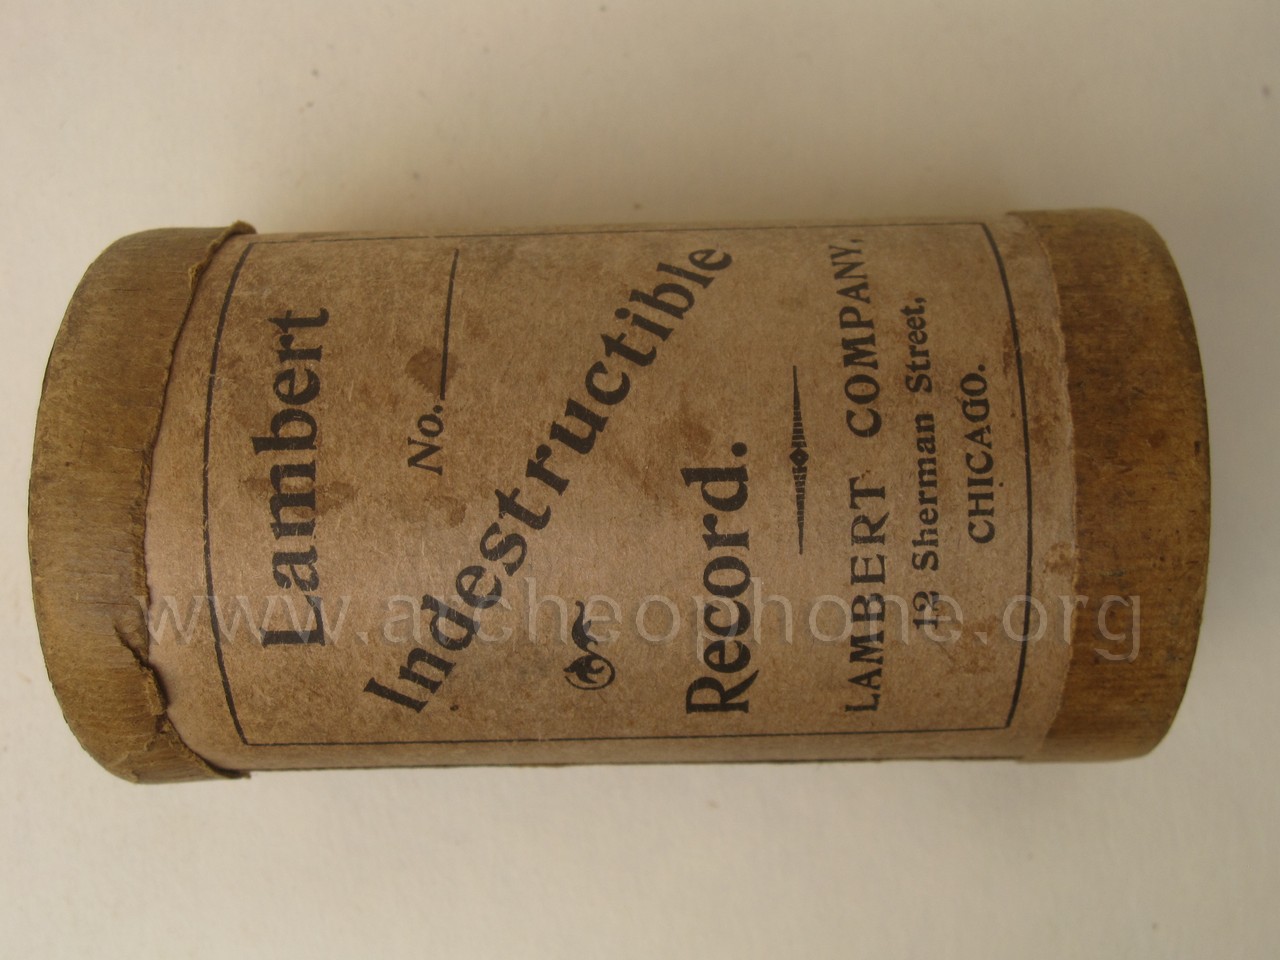 Lambert
No.
Indestructible
Record.
LAMBERT COMPANY,
12 Sherman Street,
CHICAGO.
www.archeophone.org